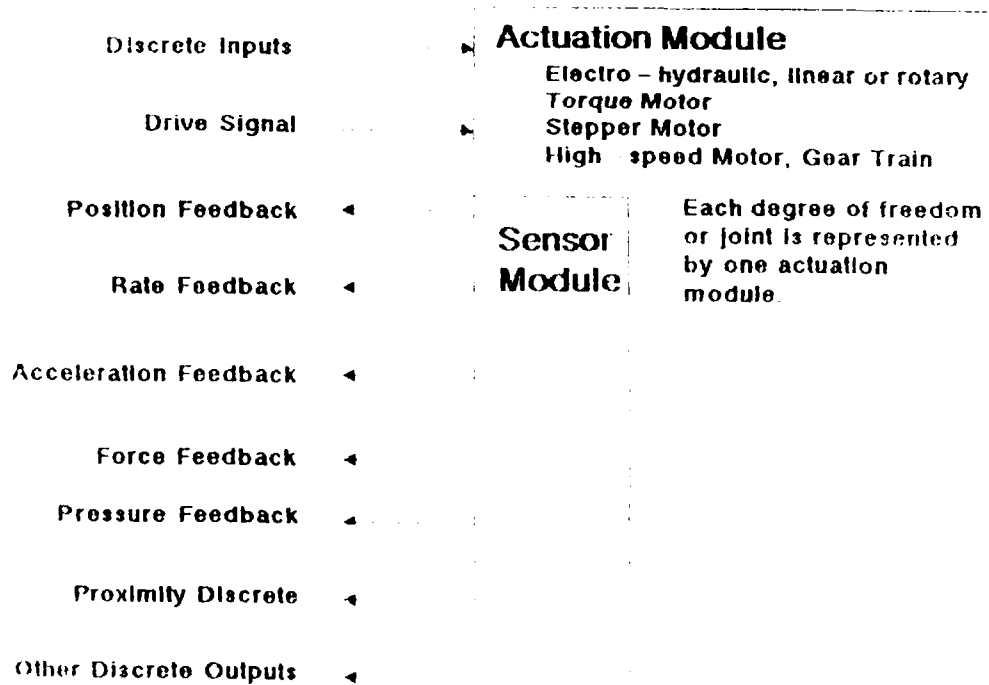 Discrete Inputs
Actuation Module
Electro – hydraulic, linear or rotary
Torque Motor
Drive Signal
Stepper Motor
High speed Motor, Gear Train
Position Feedback
Each degree of freedom
or joint is represented
by one actuation
module.
Sensor
Module
Rate Feedback
Acceleration Feedback
Force Feedback
Pressure Feedback
Proximity Discrete
Other Discrete Outputs